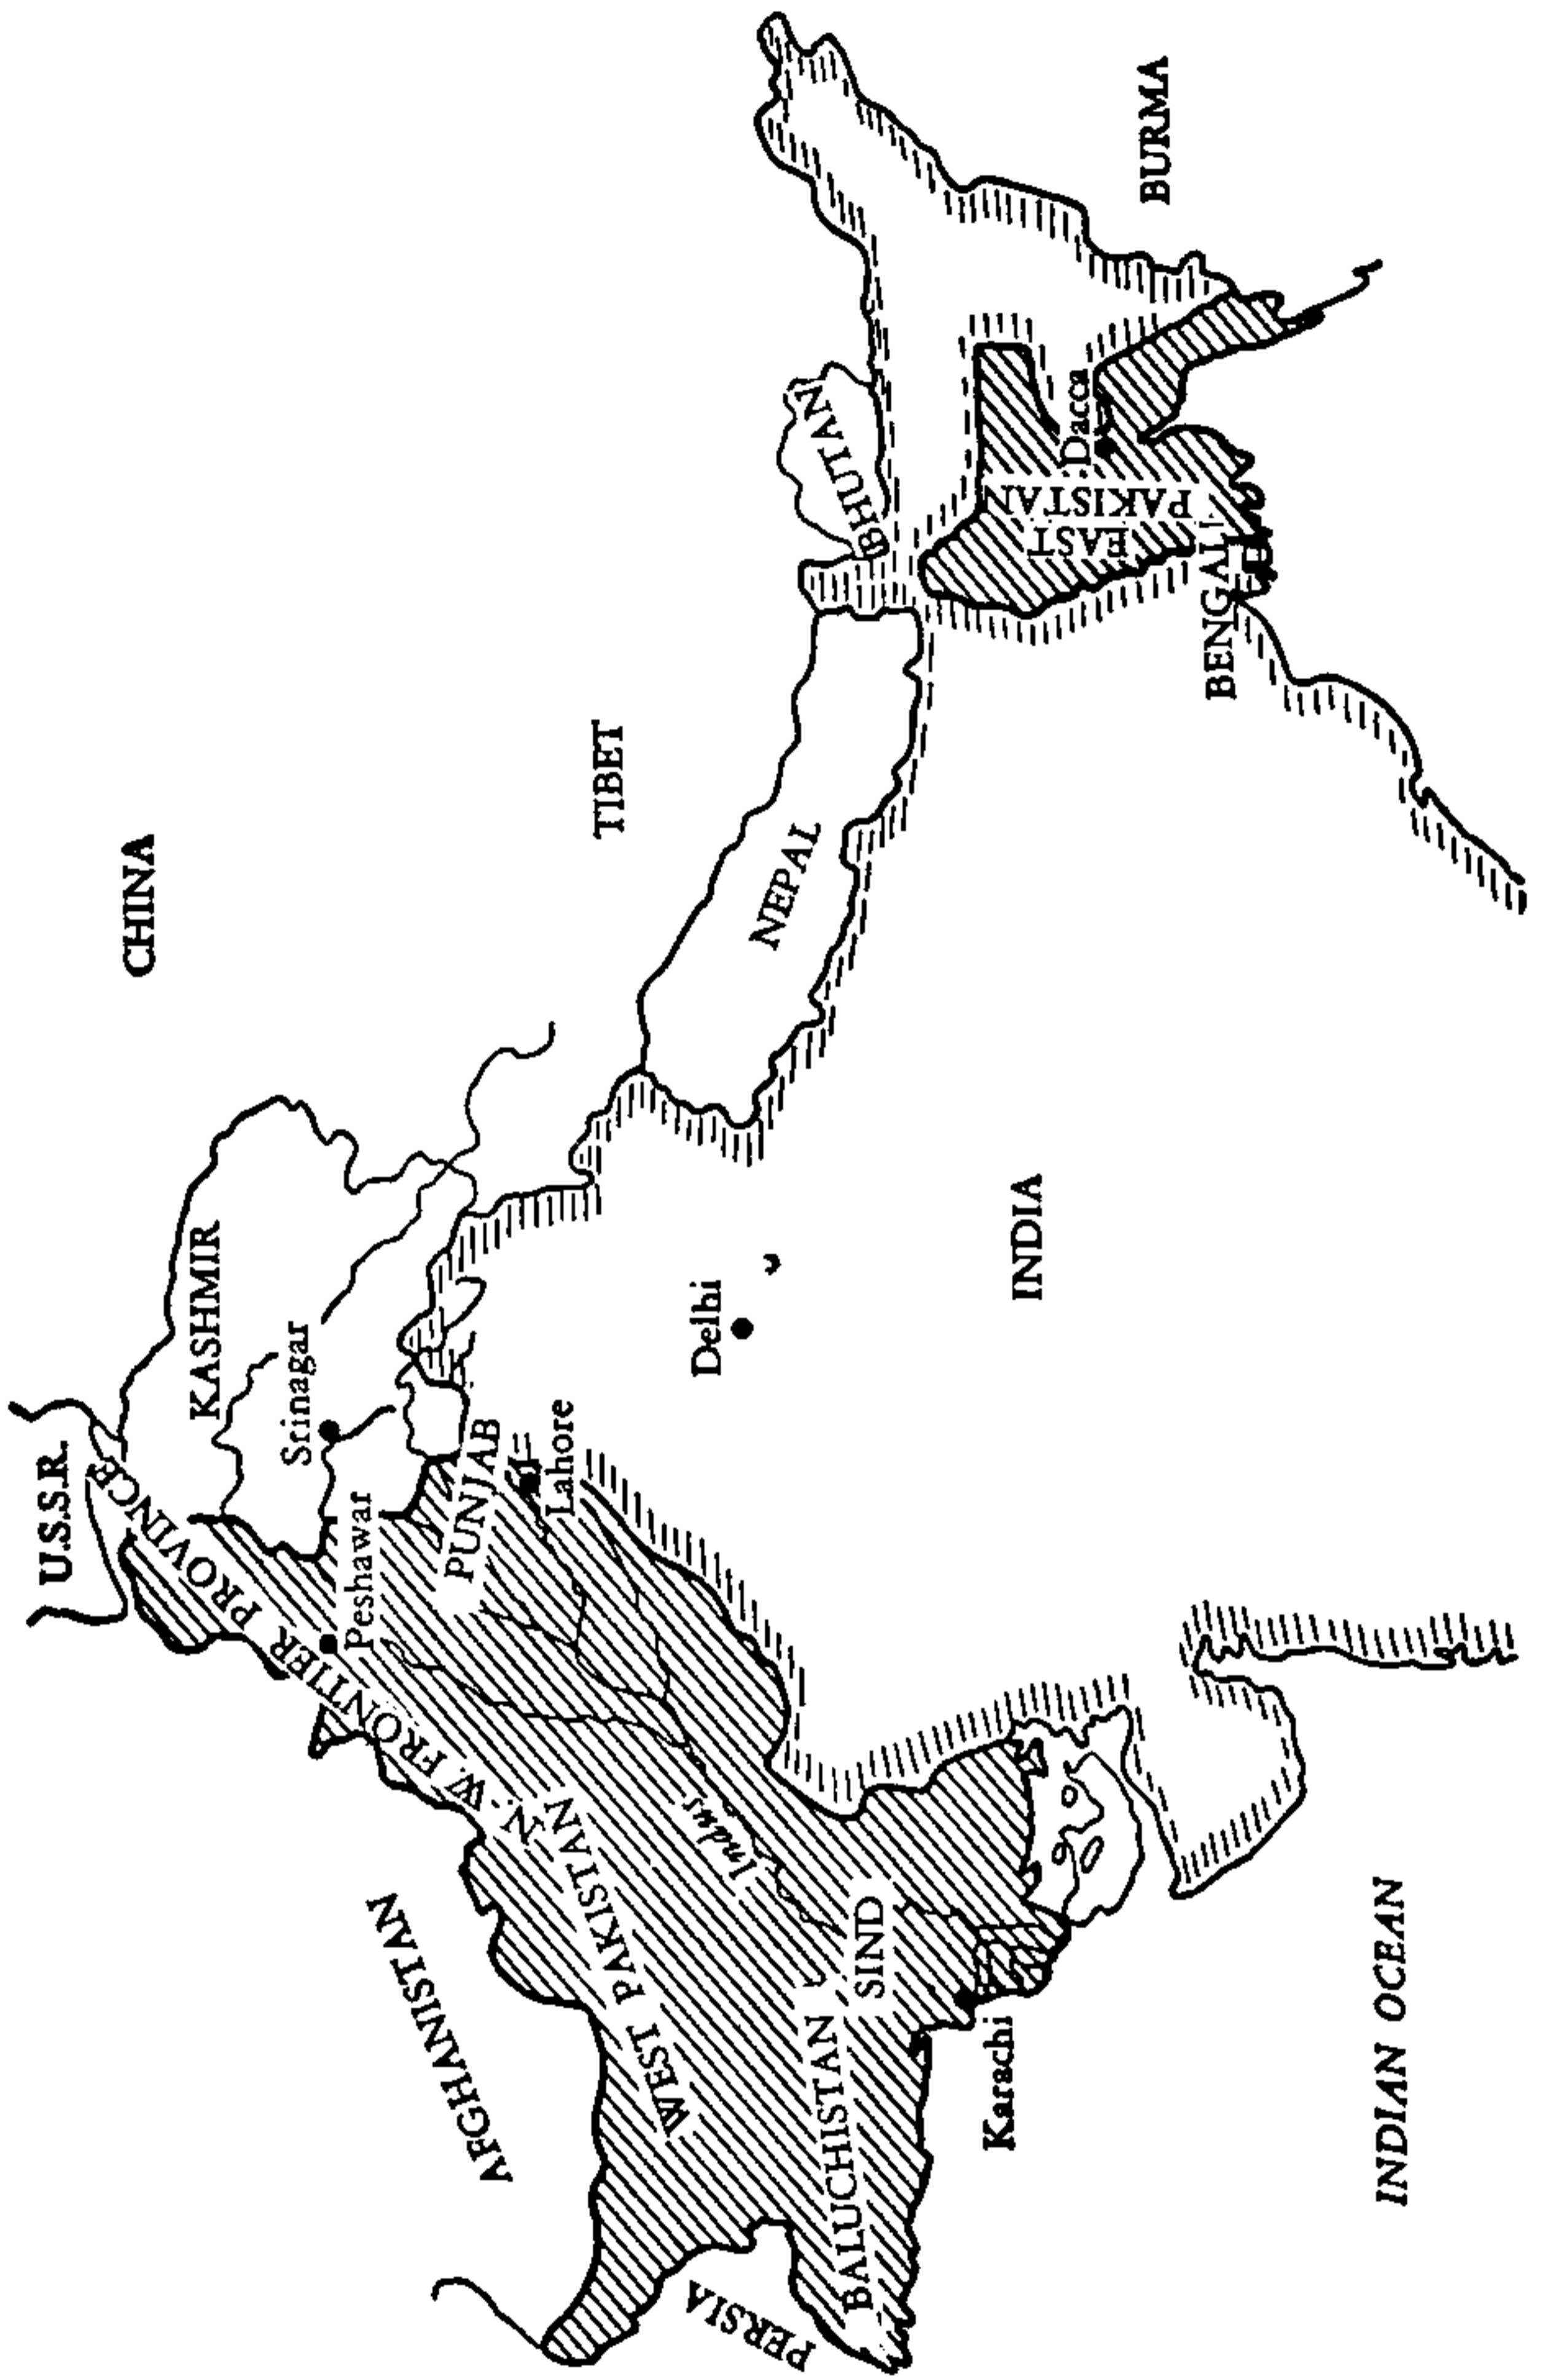 U.S.S.R.
CHINA
KASHMIR
Srinagar
N.W. FRONTIER PROVINCE
Peshawar
AFGHANISTAN
PUNJAB
Lahore
TIBET
WEST PAKISTAN
Indus
Delhi
NEPAL
BHUTAN
PERSIA
BALUCHISTAN
SIND
Karachi
INDIA
EAST
PAKISTAN
Dacca
BENGAL
BURMA
INDIAN OCEAN